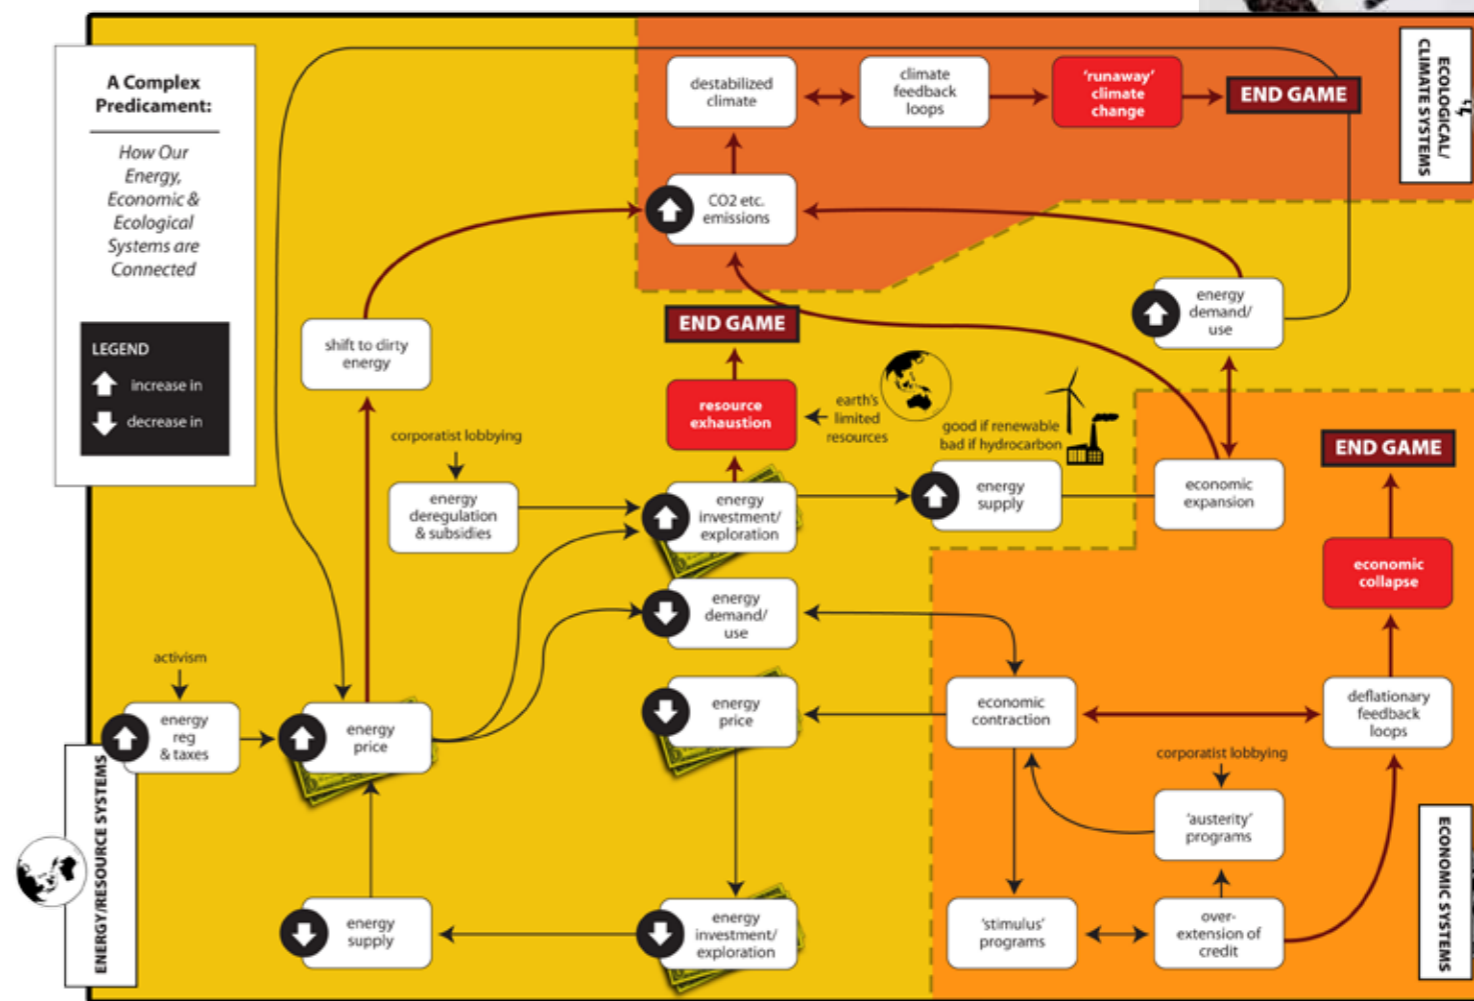 A Complex
Predicament:
How Our
Energy,
Economic &
Ecological
Systems are
Connected
LEGEND
increase in
decrease in
ECOLOGICAL/
CLIMATE SYSTEMS
destabilized
climate
climate
feedback
loops
'runaway'
climate
change
END GAME
CO2 etc.
emissions
energy
demand/
use
shift to dirty
energy
END GAME
resource
exhaustion
earth's
limited
resources
good if renewable
bad if hydrocarbon
corporatist lobbying
energy
deregulation
& subsidies
energy
investment/
exploration
energy
supply
economic
expansion
END GAME
economic
collapse
energy
demand/
use
activism
energy
reg
& taxes
energy
price
energy
price
economic
contraction
deflationary
feedback
loops
corporatist lobbying
'austerity'
programs
energy
supply
energy
investment/
exploration
'stimulus'
programs
over-
extension of
credit
ENERGY/RESOURCE SYSTEMS
ECONOMIC SYSTEMS